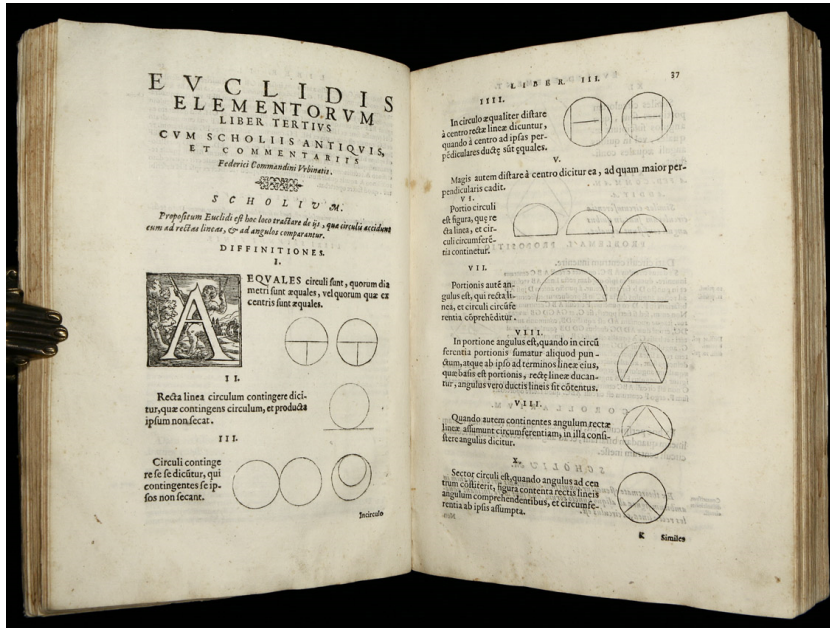 EVCLIDIS
ELEMENTORVM
LIBER TERTIVS
CVM SCHOLIIS ANTIQVIS,
ET COMMENTARIIS
Federici Commandini Vrbinatis.
SCHOLIVM.
Propositum Euclidi est hoc loco tractare de ijs, quæ circulis accidunt
cum ad rectas lineas, & ad angulos comparantur.
DIFFINITIONES.
I.
AEQVALES circuli sunt, quorum dia
metri sunt æquales, vel quorum quæ ex
centris sunt æquales.
II.
Recta linea circulum contingere dici-
tur, quæ contingens circulum, et producta
ipsum non secat.
III.
Circuli continge
re se se dicũtur, qui
contingentes se ip-
sos non secant.
In circulo
LIBER III. 37
IIII.
In circulo æqualiter distare
à centro rectæ lineæ dicuntur,
quando à centro ad ipsas per-
pẽdiculares ductę sũt ęquales.
V.
Magis autem distare à centro dicitur ea, ad quam maior per-
pendicularis cadit.
VI.
Portio circuli
est figura, quę re
cta linea, et cir-
culi circumferẽ-
tia continetur.
VII.
Portionis autẽ an-
gulus est, qui recta li-
nea, et circuli circũfe
rentia cõprehẽditur.
VIII.
In portione angulus est, quando in circũ
ferentia portionis sumatur aliquod pun-
ctum, atque ab ipso ad terminos lineæ eius,
quæ basis est portionis, rectę lineæ ducan-
tur, angulus vero ductis lineis sit cõtentus.
VIIII.
Quando autem continentes angulum rectæ
lineæ assumunt circumferentiam, in illa consi-
stere angulus dicitur.
X.
Sector circuli est, quando angulus ad cen
trum cõstiterit, figura contenta rectis lineis
angulum comprehendentibus, et circumfe-
rentia ab ipsis assumpta.
K Similes